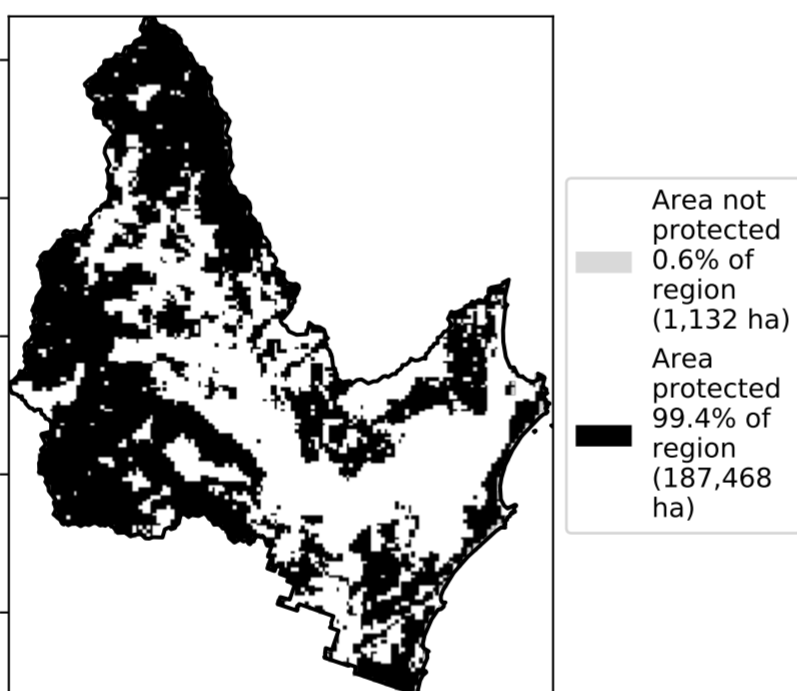 Area not
protected
0.6% of
region
(1,132 ha)
Area
protected
99.4% of
region
(187,468
ha)